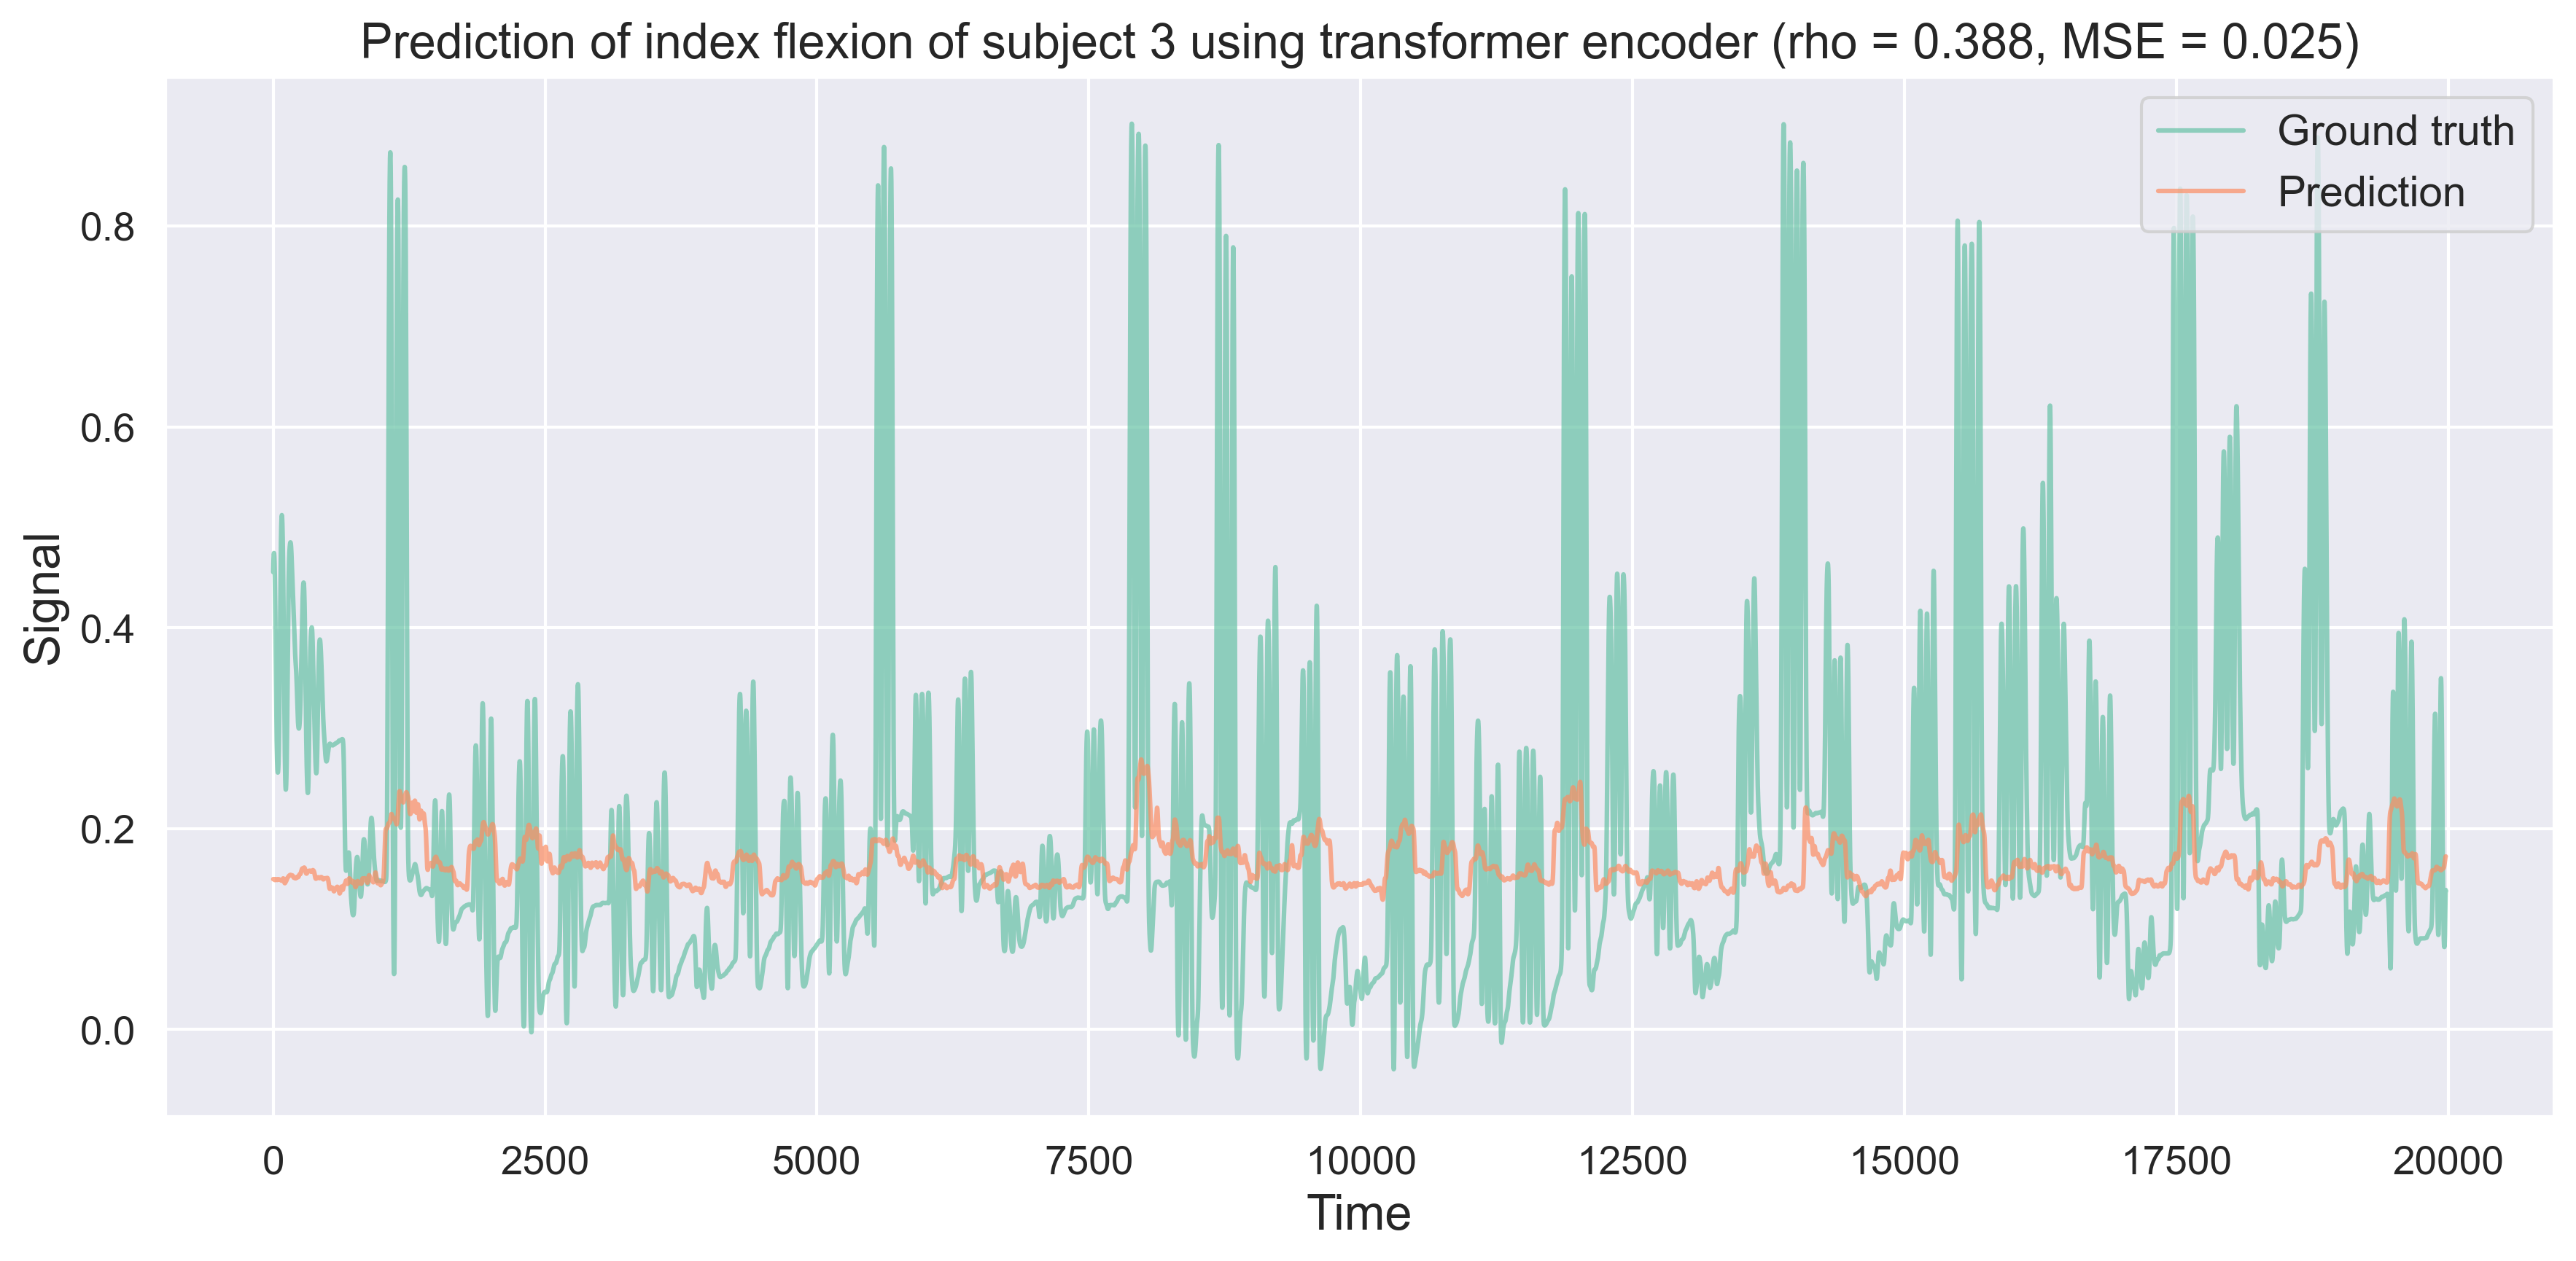 Prediction of index flexion of subject 3 using transformer encoder (rho = 0.388, MSE = 0.025)
Ground truth
Prediction
0.8
0.6
0.4
0.2
0.0
Signal
0 2500 5000 7500 10000 12500 15000 17500 20000
Time